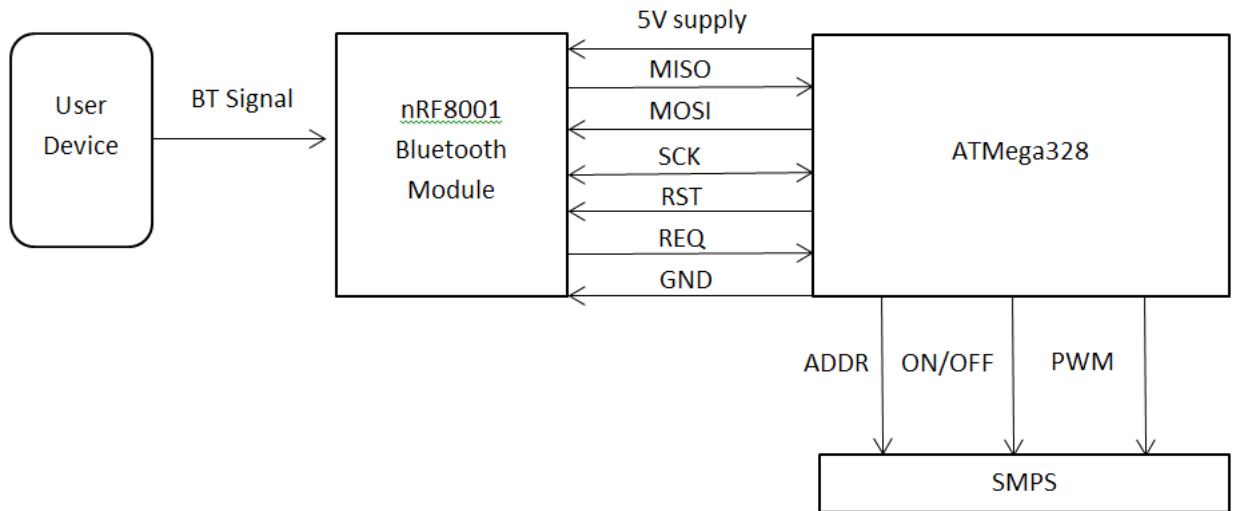 User
Device
BT Signal
nRF8001
Bluetooth
Module
5V supply
MISO
MOSI
SCK
RST
REQ
GND
ATMega328
ADDR
ON/OFF
PWM
SMPS